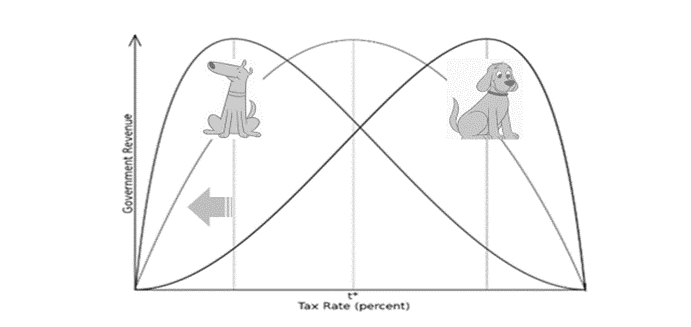 Government Revenue
t*
Tax Rate (percent)